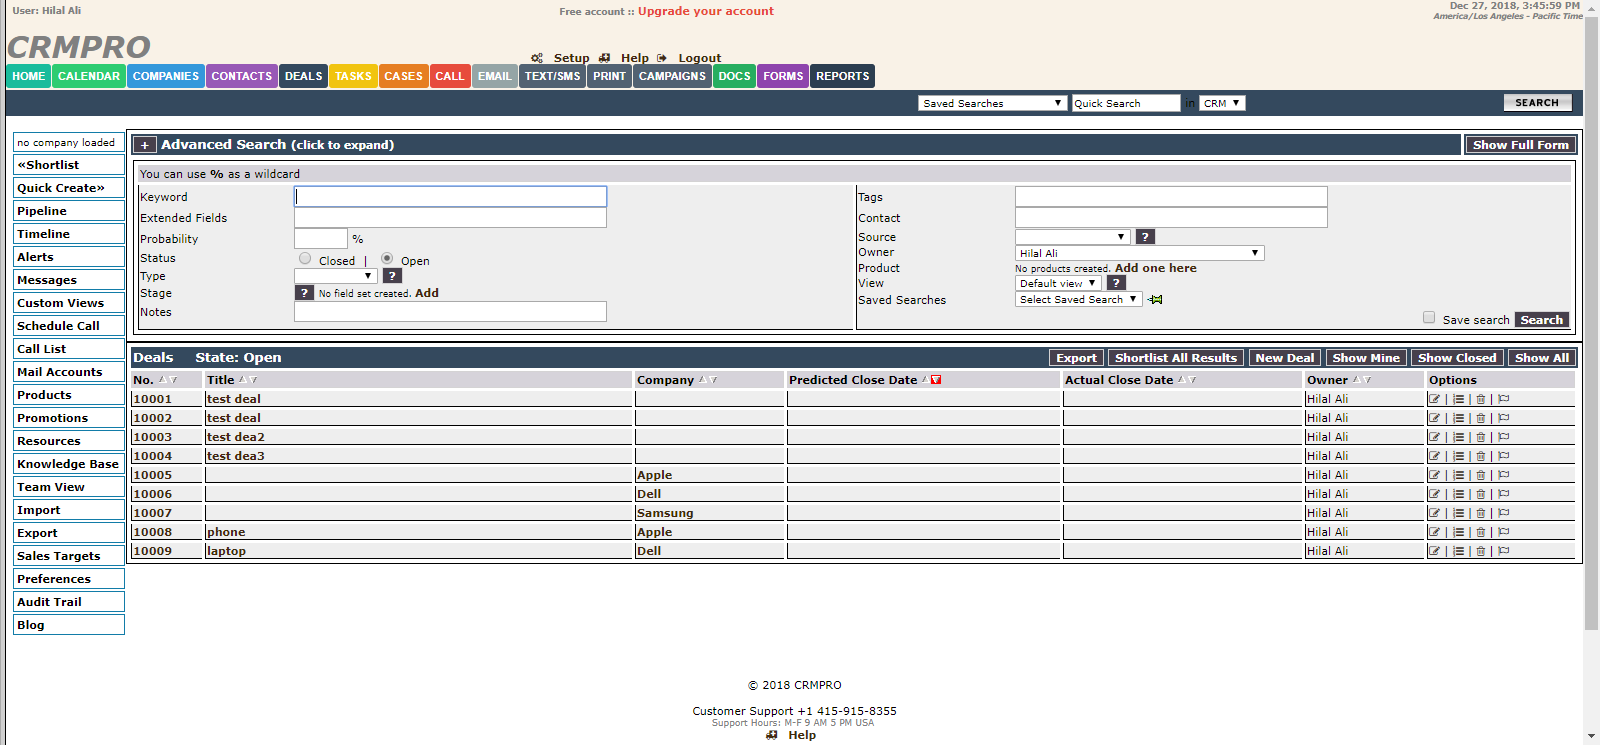 User: Hilal Ali
Free account :: Upgrade your account
Dec 27, 2018, 3:45:59 PM
America/Los Angeles - Pacific Time
CRMPRO
Setup Help Logout
HOME CALENDAR COMPANIES CONTACTS DEALS TASKS CASES CALL EMAIL TEXT/SMS PRINT CAMPAIGNS DOCS FORMS REPORTS
Saved Searches Quick Search in CRM SEARCH
no company loaded
«Shortlist
Quick Create»
Pipeline
Timeline
Alerts
Messages
Custom Views
Schedule Call
Call List
Mail Accounts
Products
Promotions
Resources
Knowledge Base
Team View
Import
Export
Sales Targets
Preferences
Audit Trail
Blog
+ Advanced Search (click to expand) Show Full Form
You can use % as a wildcard
Keyword
Extended Fields
Probability %
Status Closed | Open
Type ?
Stage ? No field set created. Add
Notes
Tags
Contact
Source ?
Owner Hilal Ali
Product No products created. Add one here
View Default view ?
Saved Searches Select Saved Search
Save search Search
Deals State: Open Export Shortlist All Results New Deal Show Mine Show Closed Show All
No. Title Company Predicted Close Date Actual Close Date Owner Options
10001 test deal Hilal Ali | | |
10002 test deal Hilal Ali | | |
10003 test dea2 Hilal Ali | | |
10004 test dea3 Hilal Ali | | |
10005 Apple Hilal Ali | | |
10006 Dell Hilal Ali | | |
10007 Samsung Hilal Ali | | |
10008 phone Apple Hilal Ali | | |
10009 laptop Dell Hilal Ali | | |
© 2018 CRMPRO
Customer Support +1 415-915-8355
Support Hours: M-F 9 AM 5 PM USA
Help